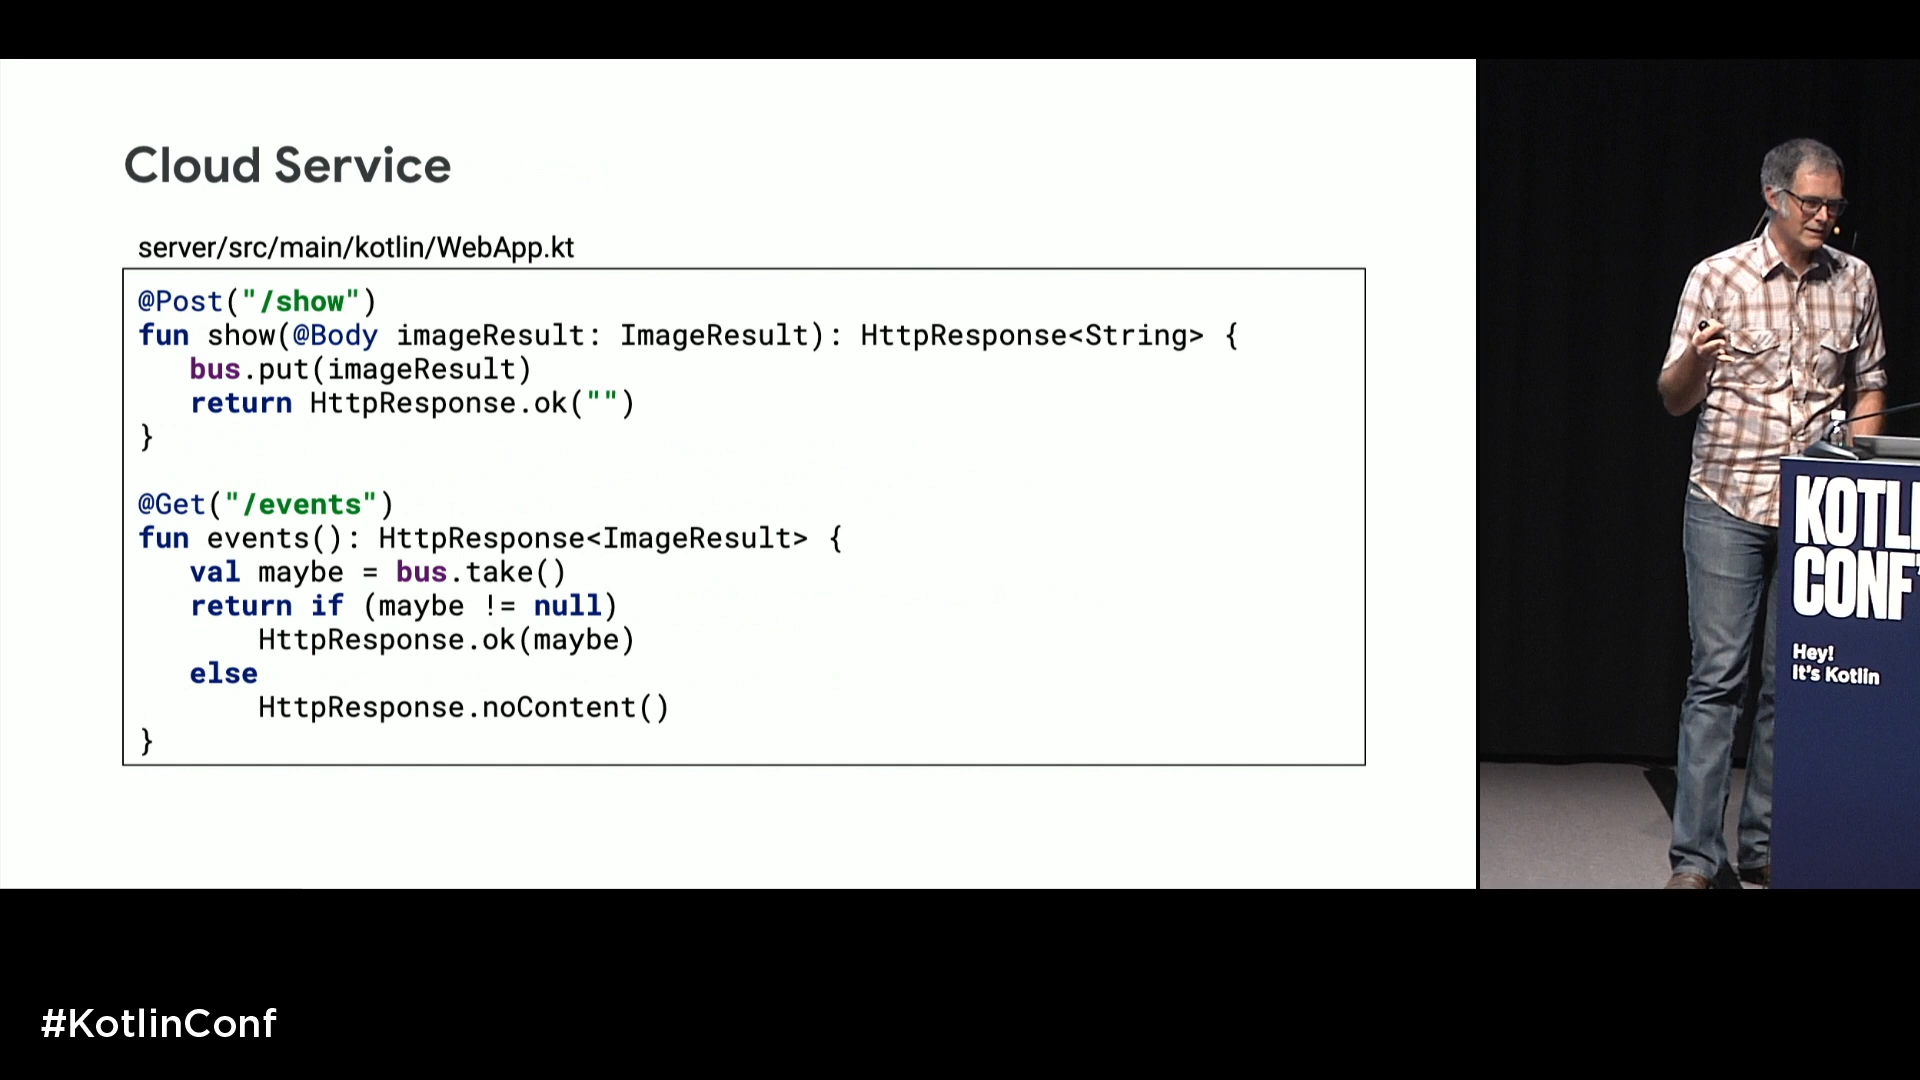 Cloud Service
server/src/main/kotlin/WebApp.kt
@Post("/show")
fun show(@Body imageResult: ImageResult): HttpResponse<String> {
   bus.put(imageResult)
   return HttpResponse.ok("")
}
@Get("/events")
fun events(): HttpResponse<ImageResult> {
   val maybe = bus.take()
   return if (maybe != null)
       HttpResponse.ok(maybe)
   else
       HttpResponse.noContent()
}
KOTLI
CONF'
Hey!
It's Kotlin
#KotlinConf